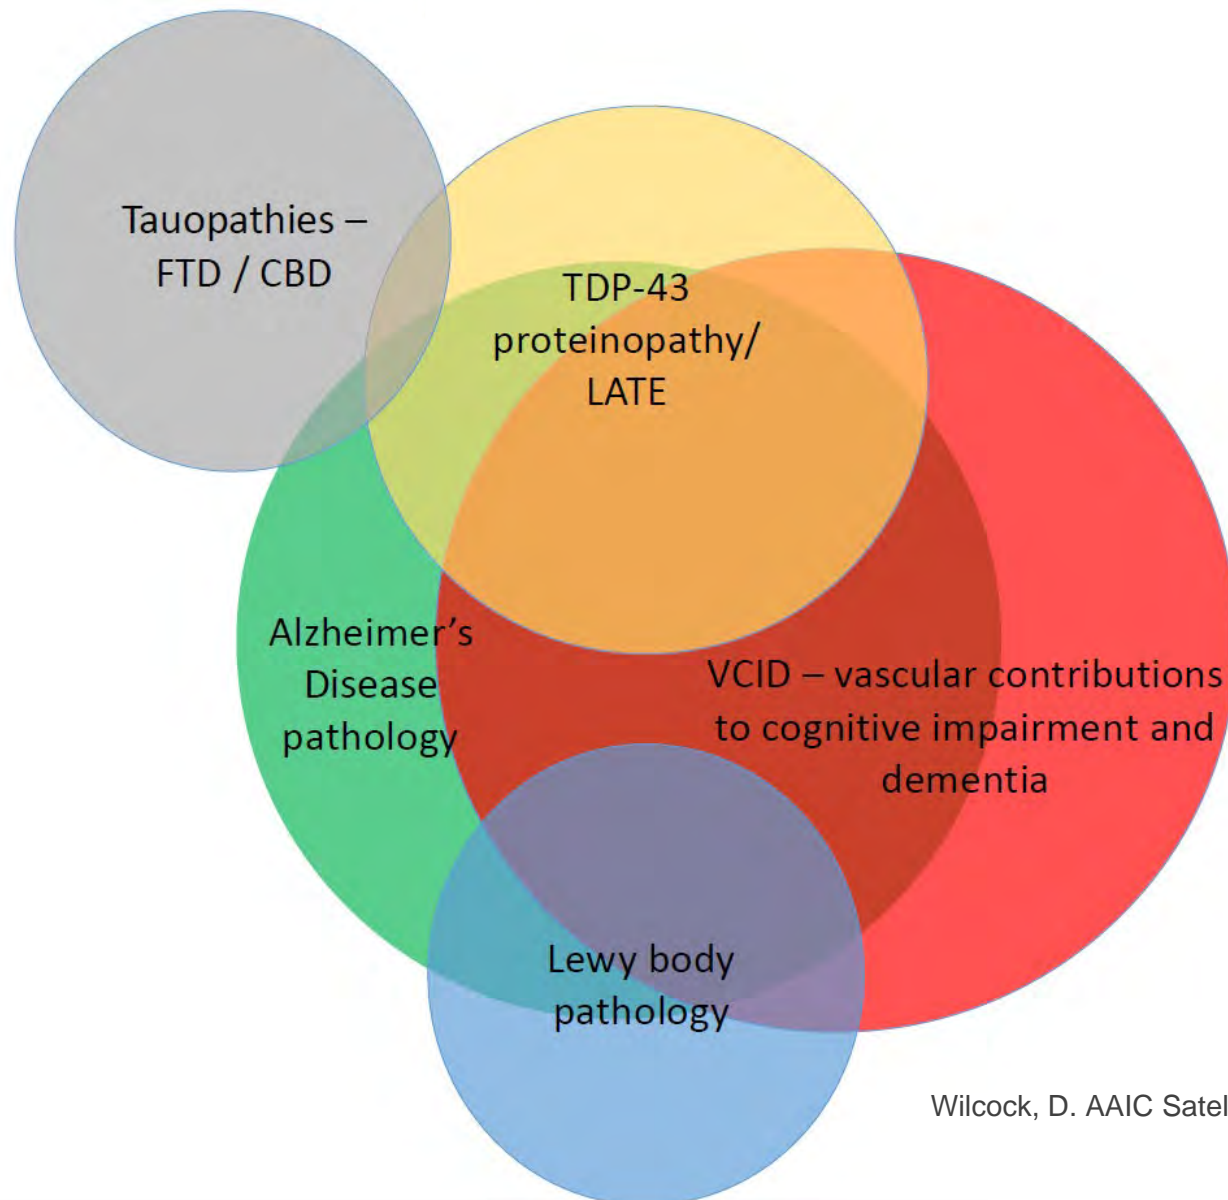 Tauopathies –
FTD / CBD
TDP-43
proteinopathy/
LATE
Alzheimer’s
Disease
pathology
VCID – vascular contributions
to cognitive impairment and
dementia
Lewy body
pathology
Wilcock, D. AAIC Satel